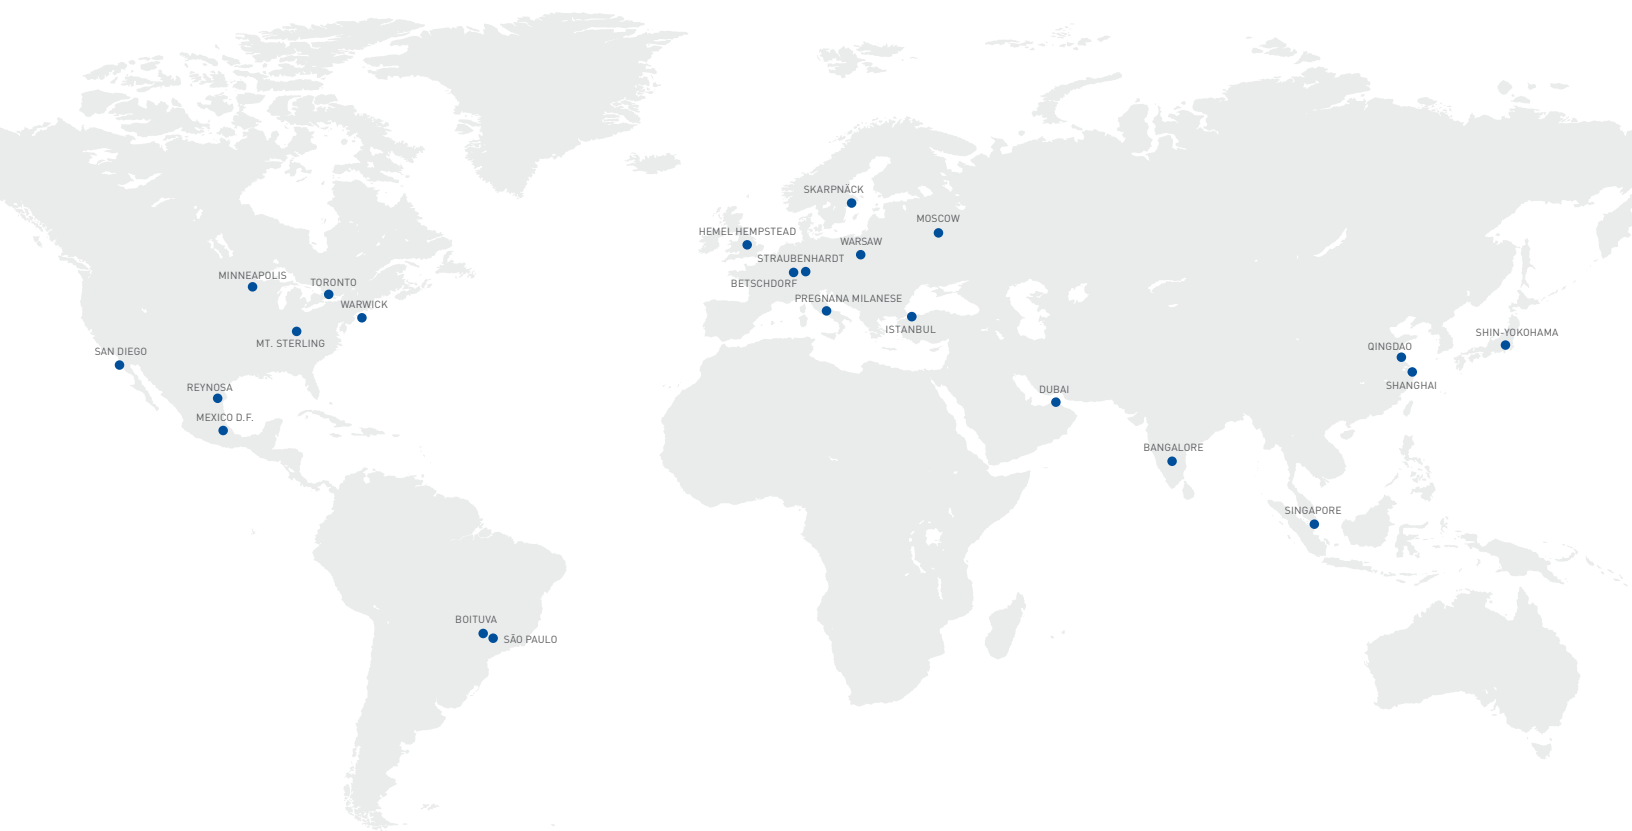 SKARPNÄCK
MOSCOW
HEMEL HEMPSTEAD
WARSAW
STRAUBENHARDT
MINNEAPOLIS
TORONTO
BETSCHDORF
PREGNANA MILANESE
WARWICK
ISTANBUL
SHIN-YOKOHAMA
MT. STERLING
QINGDAO
SAN DIEGO
SHANGHAI
REYNOSA
DUBAI
MEXICO D.F.
BANGALORE
SINGAPORE
BOITUVA
SÃO PAULO